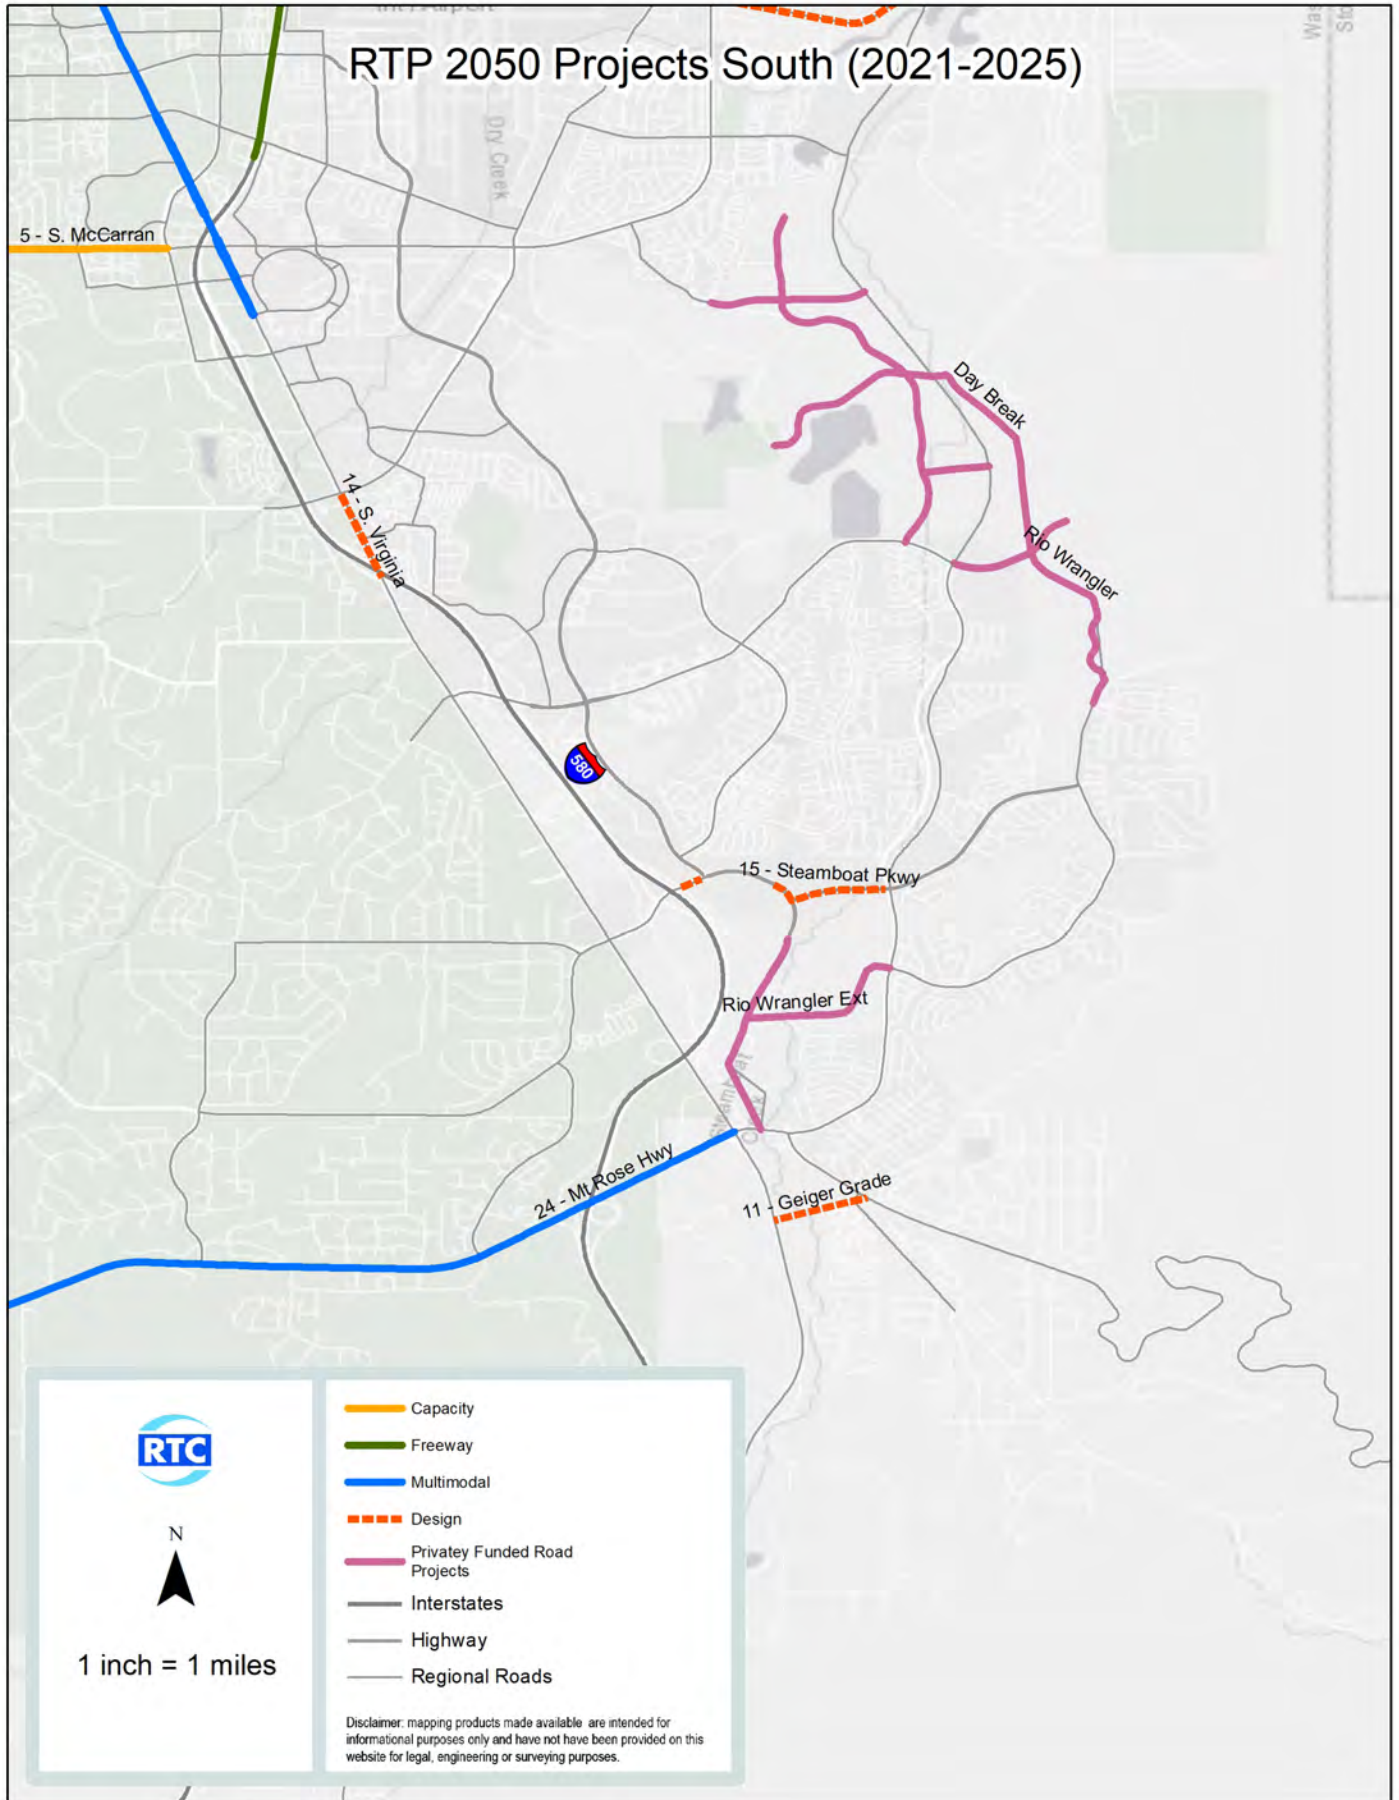 Int'l Airport
RTP 2050 Projects South (2021-2025)
Dry Creek
5 - S. McCarran
Day Break
14 - S. Virginia
Rio Wrangler
580
15 - Steamboat Pkwy
Rio Wrangler Ext
Steamboat
24 - Mt Rose Hwy
11 - Geiger Grade
RTC
N
1 inch = 1 miles
Capacity
Freeway
Multimodal
Design
Privatey Funded Road
Projects
Interstates
Highway
Regional Roads
Disclaimer: mapping products made available are intended for
informational purposes only and have not have been provided on this
website for legal, engineering or surveying purposes.